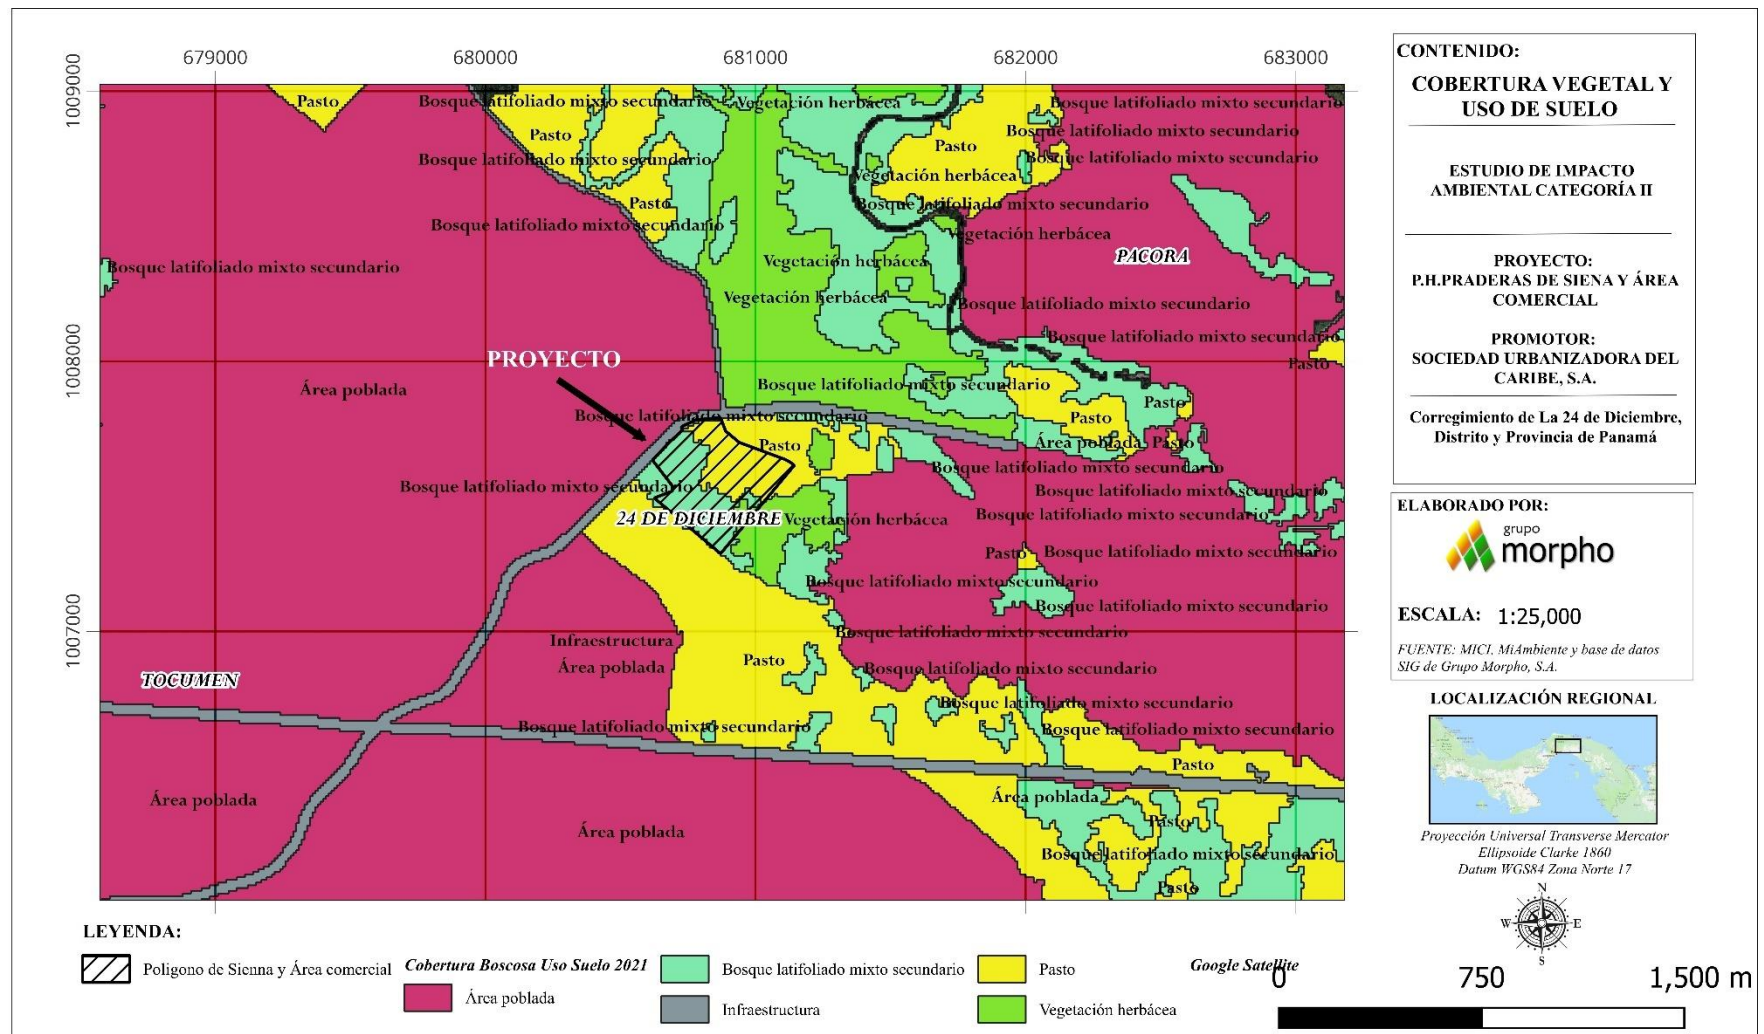 679000
680000
681000
682000
683000
1009000
1008000
1007000
Pasto
Bosque latifoliado mixto secundario
Vegetación herbácea
Bosque latifoliado mixto secundario
Bosque latifoliado mixto secundario
Pasto
Pasto
Bosque latifoliado mixto secundario
Bosque latifoliado mixto secundario
Vegetación herbácea
Pasto
Bosque latifoliado mixto secundario
Bosque latifoliado mixto secundario
Vegetación herbácea
PACORA
Bosque latifoliado mixto secundario
Vegetación herbácea
Vegetación herbácea
Bosque latifoliado mixto secundario
Bosque latifoliado mixto secundario
PROYECTO
Pasto
Área poblada
Bosque latifoliado mixto secundario
Pasto
Bosque latifoliado mixto secundario
Pasto
Pasto
Área poblada
Pasto
Bosque latifoliado mixto secundario
Bosque latifoliado mixto secundario
Bosque latifoliado mixto secundario
24 DE DICIEMBRE
Vegetación herbácea
Bosque latifoliado mixto secundario
Pasto
Bosque latifoliado mixto secundario
Bosque latifoliado mixto secundario
Bosque latifoliado mixto secundario
Infraestructura
Bosque latifoliado mixto secundario
Área poblada
Pasto
Bosque latifoliado mixto secundario
TOCUMEN
Bosque latifoliado mixto secundario
Bosque latifoliado mixto secundario
Bosque latifoliado mixto secundario
Pasto
Área poblada
Área poblada
Área poblada
Pasto
Bosque latifoliado mixto secundario
Pasto
CONTENIDO:
COBERTURA VEGETAL Y
USO DE SUELO
ESTUDIO DE IMPACTO
AMBIENTAL CATEGORÍA II
PROYECTO:
P.H.PRADERAS DE SIENA Y ÁREA
COMERCIAL
PROMOTOR:
SOCIEDAD URBANIZADORA DEL
CARIBE, S.A.
Corregimiento de La 24 de Diciembre,
Distrito y Provincia de Panamá
ELABORADO POR:
grupo
morpho
ESCALA: 1:25,000
FUENTE: MICI, MiAmbiente y base de datos
SIG de Grupo Morpho, S.A.
LOCALIZACIÓN REGIONAL
Proyección Universal Transverse Mercator
Ellipsoide Clarke 1860
Datum WGS84 Zona Norte 17
N
W E
S
LEYENDA:
Poligono de Sienna y Área comercial
Cobertura Boscosa Uso Suelo 2021
Área poblada
Bosque latifoliado mixto secundario
Infraestructura
Pasto
Vegetación herbácea
Google Satellite
0 750 1,500 m